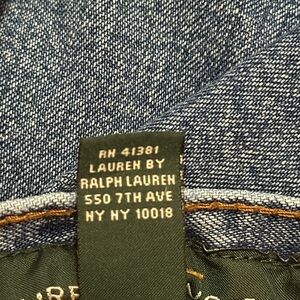 RN 41381
LAUREN BY
RALPH LAUREN
550 7TH AVE
NY NY 10018